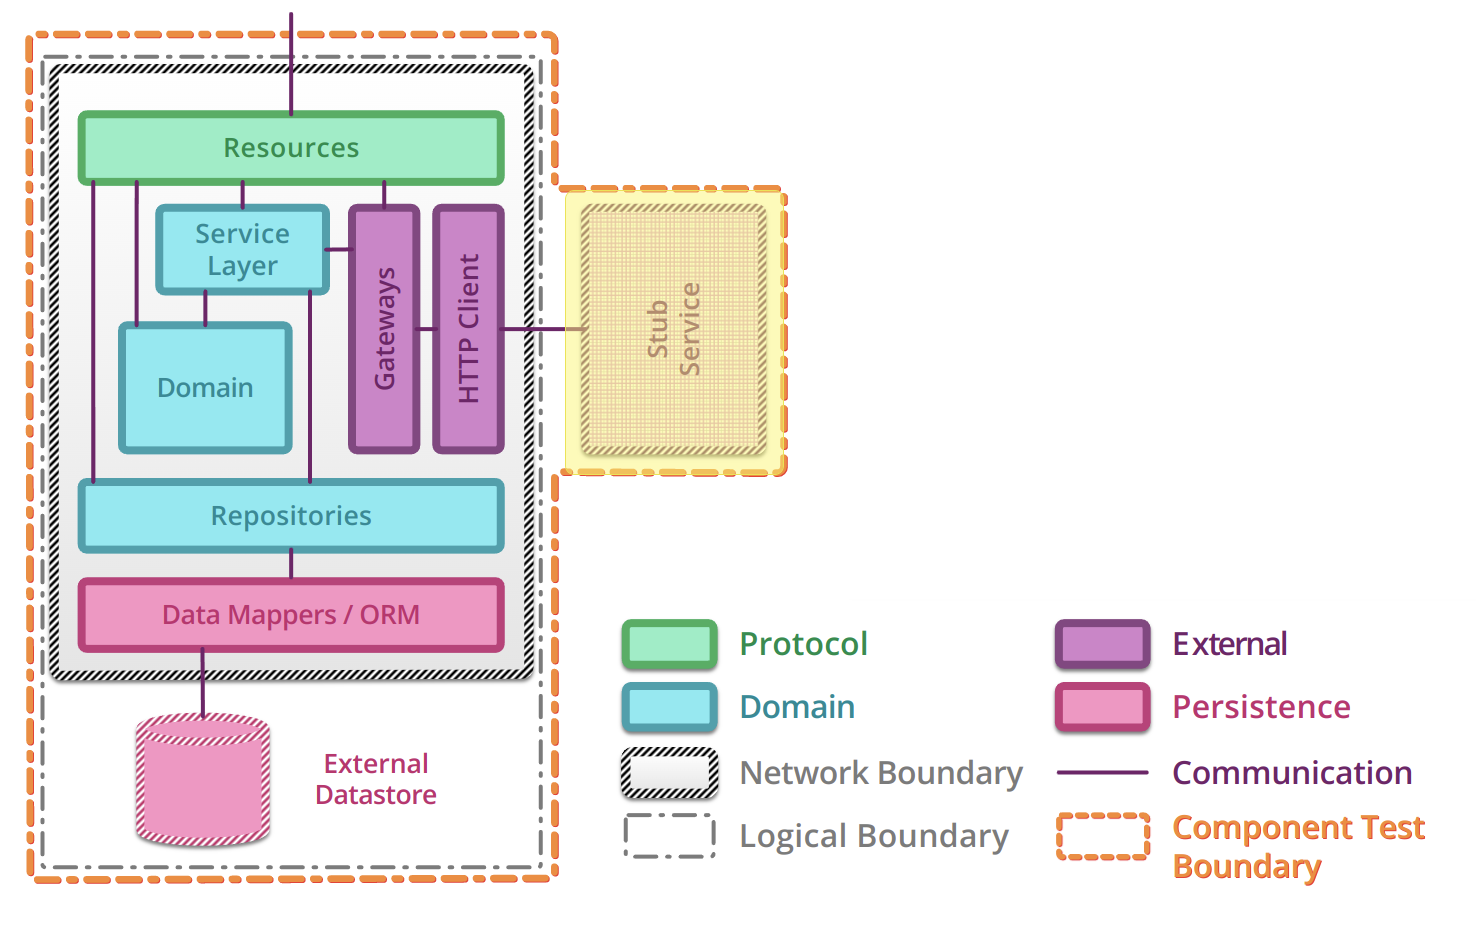 Resources
Service
Layer
Gateways
HTTP Client
Stub
Service
Domain
Repositories
Data Mappers / ORM
External
Datastore
Protocol
External
Domain
Persistence
Network Boundary
Communication
Logical Boundary
Component Test
Boundary